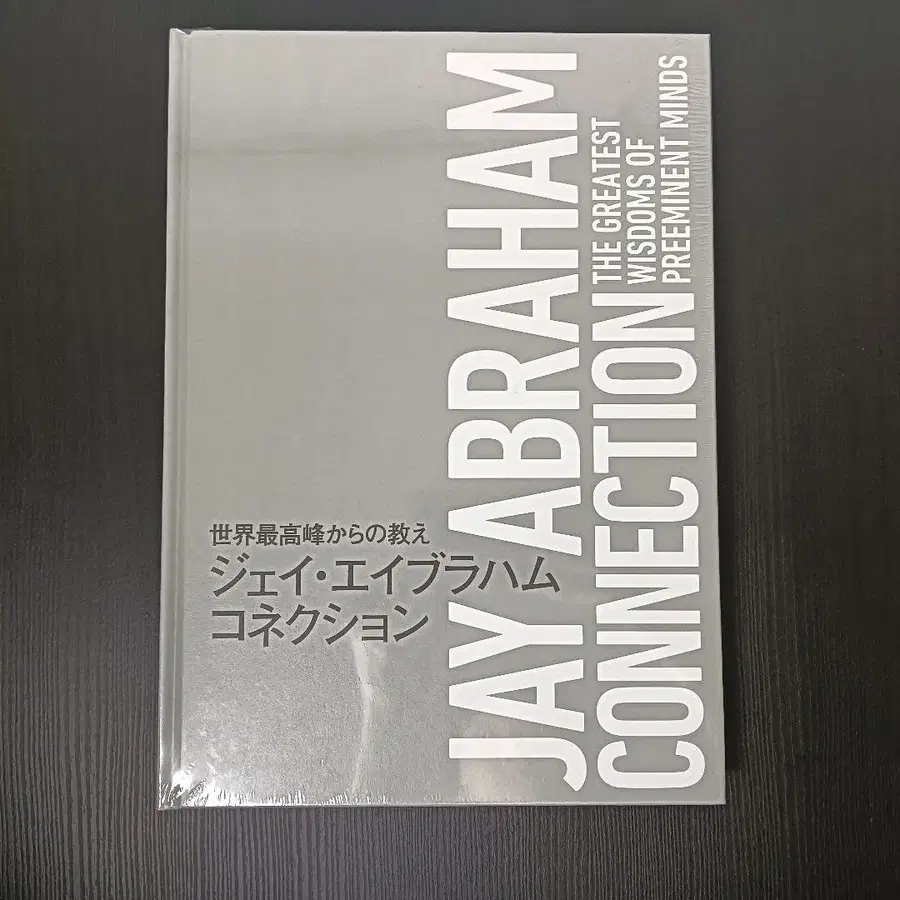 JAY ABRAHAM
CONNECTION
THE GREATEST
WISDOMS OF
PREEMINENT MINDS
世界最高峰からの教え
ジェイ・エイブラハム
コネクション